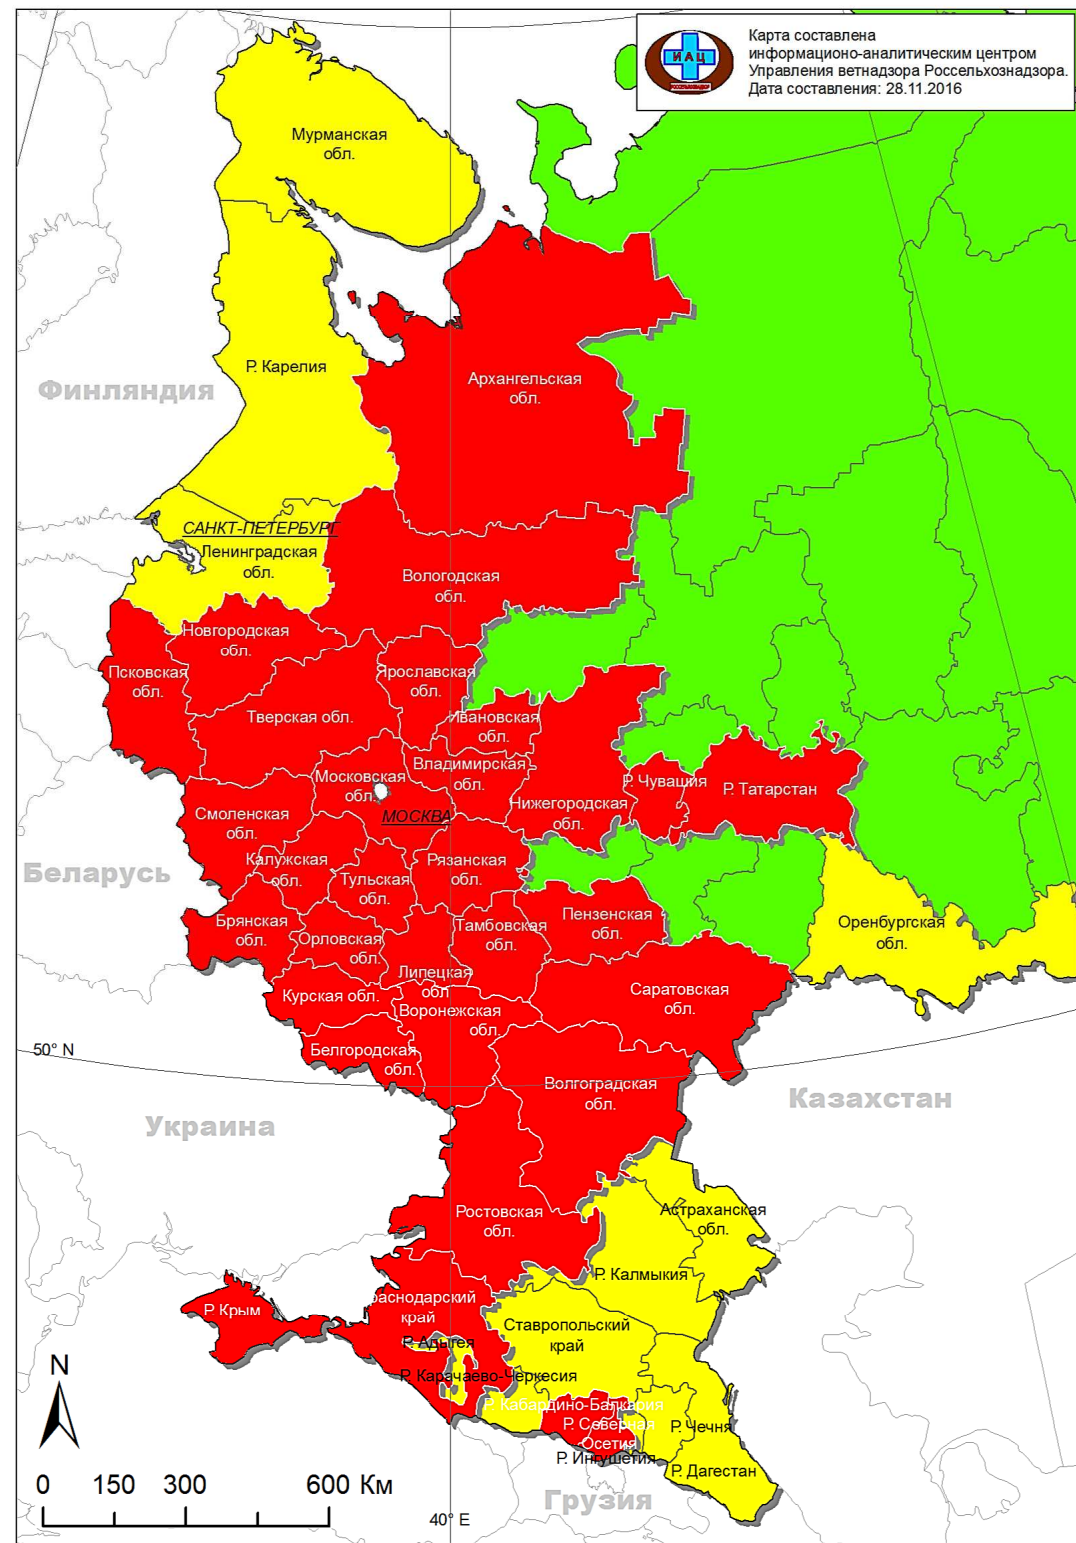 Карта составлена
информационо-аналитическим центром
Управления ветнадзора Россельхознадзора.
Дата составления: 28.11.2016
ИАЦ
РОССЕЛЬХОЗНАДЗОР
Мурманская
обл.
Р. Карелия
Финляндия
Архангельская
обл.
САНКТ-ПЕТЕРБУРГ
Ленинградская
обл.
Вологодская
обл.
Новгородская
обл.
Псковская
обл.
Ярославская
обл.
Тверская обл.
Ивановская
обл.
Московская
обл.
Владимирская
обл.
Р. Чувашия
Р. Татарстан
Нижегородская
обл.
МОСКВА
Смоленская
обл.
Беларусь
Калужская
обл.
Тульская
обл.
Рязанская
обл.
Брянская
обл.
Орловская
обл.
Тамбовская
обл.
Пензенская
обл.
Оренбургская
обл.
Липецкая
обл.
Курская обл.
Воронежская
обл.
Саратовская
обл.
50° N
Белгородская
обл.
Волгоградская
обл.
Казахстан
Украина
Ростовская
обл.
Астраханская
обл.
Р. Калмыкия
Р. Крым
раснодарский
край
Ставропольский
край
Р. Адыгея
Р. Карачаево-Черкесия
Р. Кабардино-Балкария
Р. Северная
Осетия
Р. Чечня
Р. Ингушетия
Р. Дагестан
Грузия
N
0 150 300 600 Км
40° E